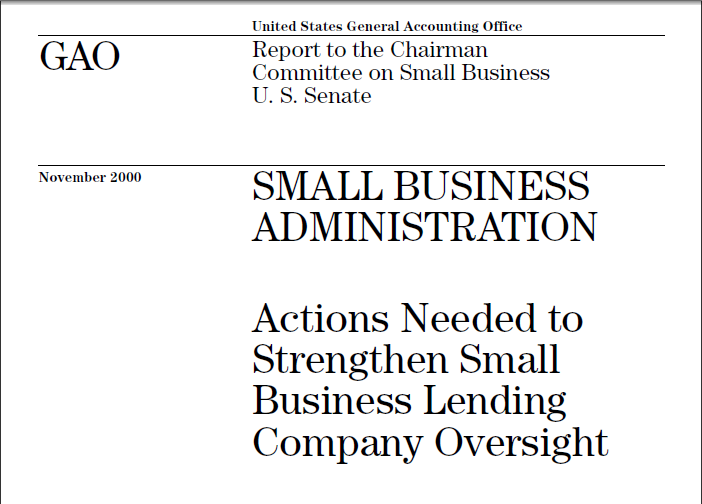 United States General Accounting Office
GAO
Report to the Chairman
Committee on Small Business
U. S. Senate
November 2000
SMALL BUSINESS
ADMINISTRATION
Actions Needed to
Strengthen Small
Business Lending
Company Oversight